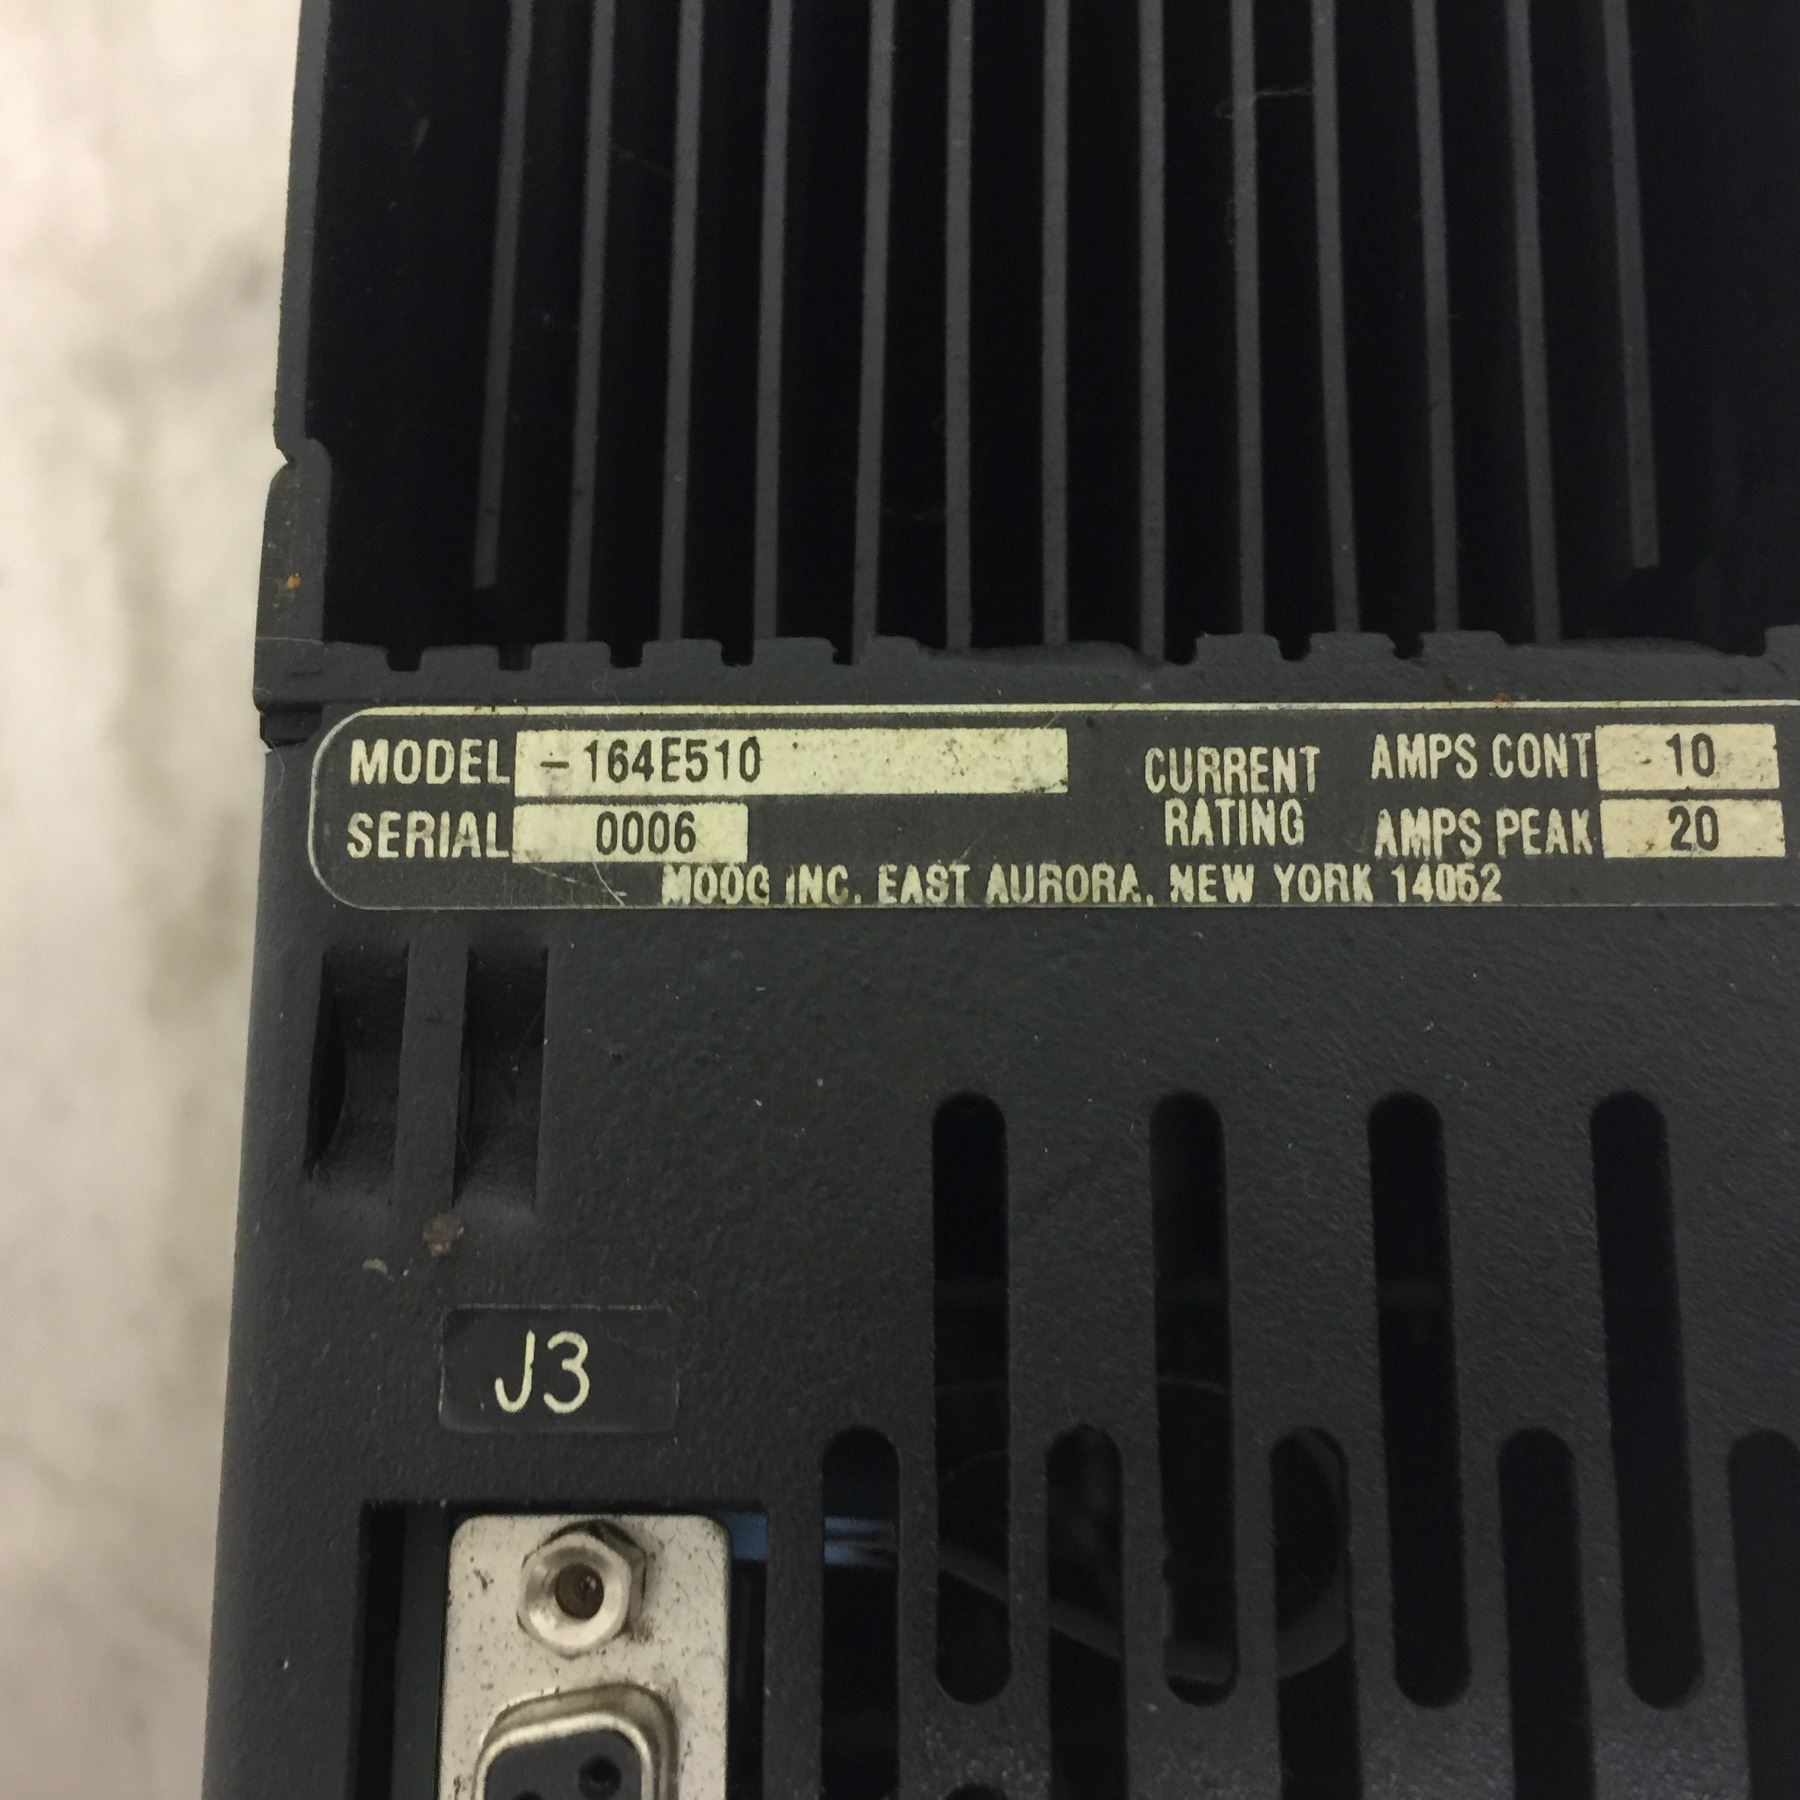 MODEL -164E510
SERIAL 0006
CURRENT RATING
AMPS CONT 10
AMPS PEAK 20
MOOG INC. EAST AURORA, NEW YORK 14052
J3